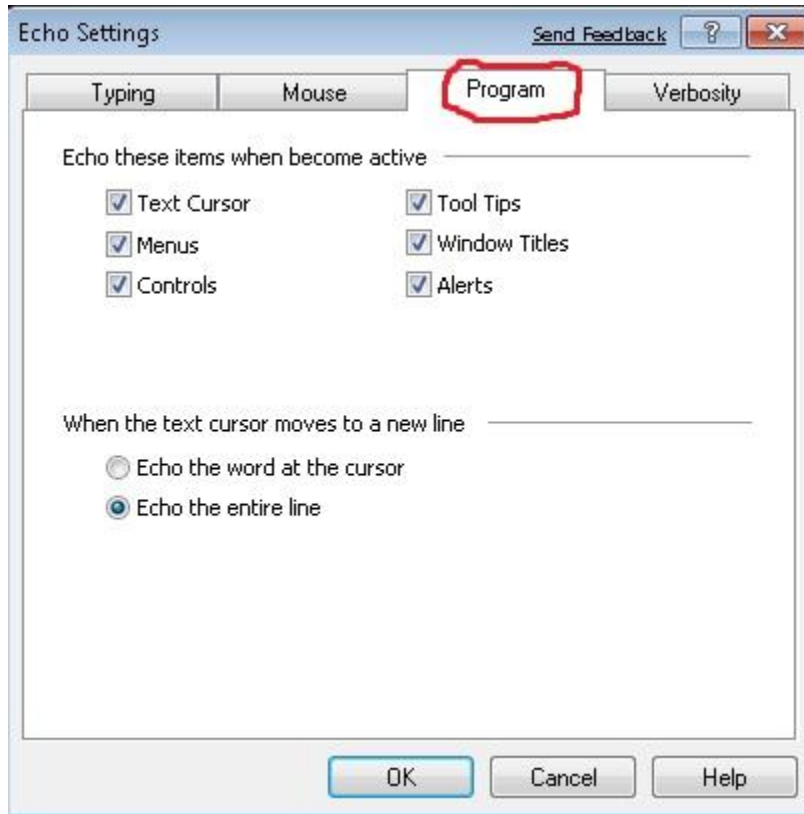 Echo Settings Send Feedback ?
Typing Mouse Program Verbosity
Echo these items when become active
Text Cursor Tool Tips
Menus Window Titles
Controls Alerts
When the text cursor moves to a new line
Echo the word at the cursor
Echo the entire line
OK Cancel Help